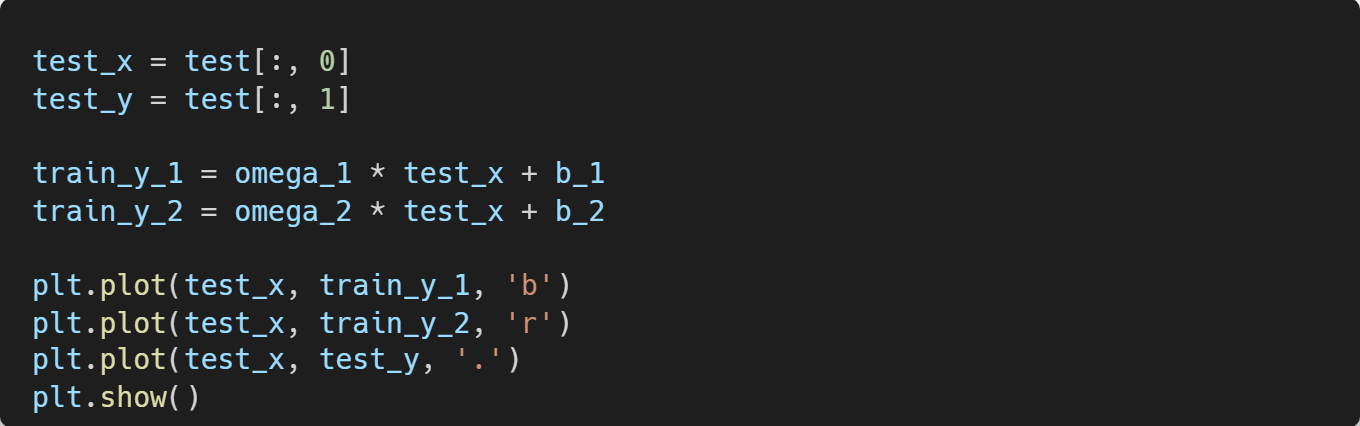 test_x = test[:, 0]
test_y = test[:, 1]
train_y_1 = omega_1 * test_x + b_1
train_y_2 = omega_2 * test_x + b_2
plt.plot(test_x, train_y_1, 'b')
plt.plot(test_x, train_y_2, 'r')
plt.plot(test_x, test_y, '.')
plt.show()